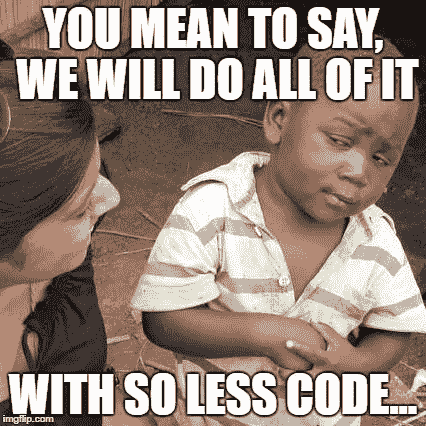 YOU MEAN TO SAY,
WE WILL DO ALL OF IT
WITH SO LESS CODE...
imgflip.com